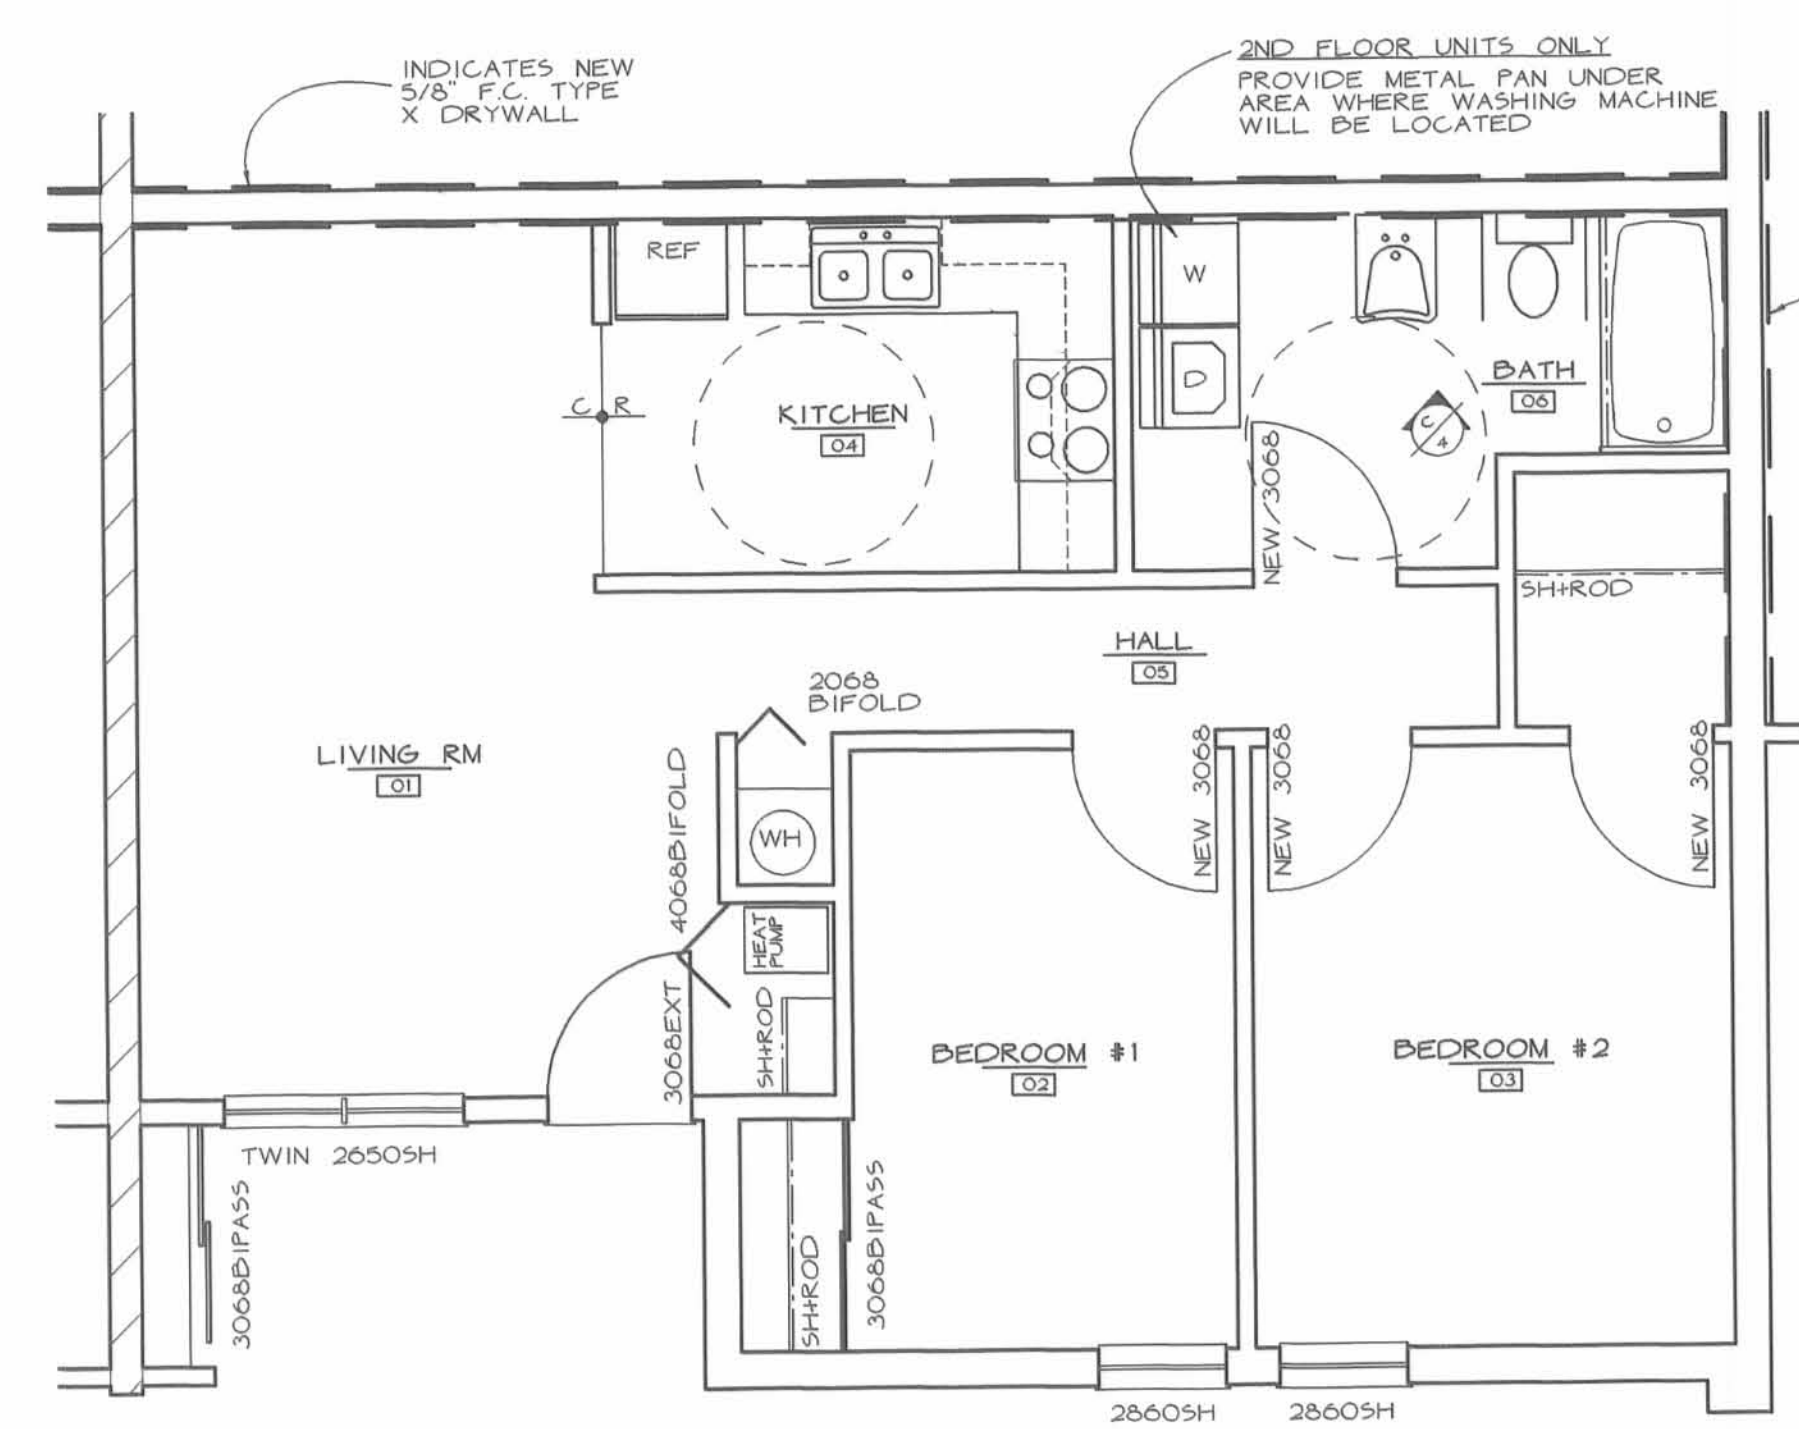 INDICATES NEW
5/8" F.C. TYPE
X DRYWALL
2ND FLOOR UNITS ONLY
PROVIDE METAL PAN UNDER
AREA WHERE WASHING MACHINE
WILL BE LOCATED
REF
W
D
C R
KITCHEN
04
BATH
06
C
4
NEW 3068
SH+ROD
HALL
05
2068
BIFOLD
LIVING RM
01
4068BIFOLD
WH
NEW 3068
NEW 3068
NEW 3068
HEAT
PUMP
3068EXT
SH+ROD
BEDROOM #1
02
BEDROOM #2
03
TWIN 2650SH
3068BIPASS
SH+ROD
3068BIPASS
2860SH
2860SH